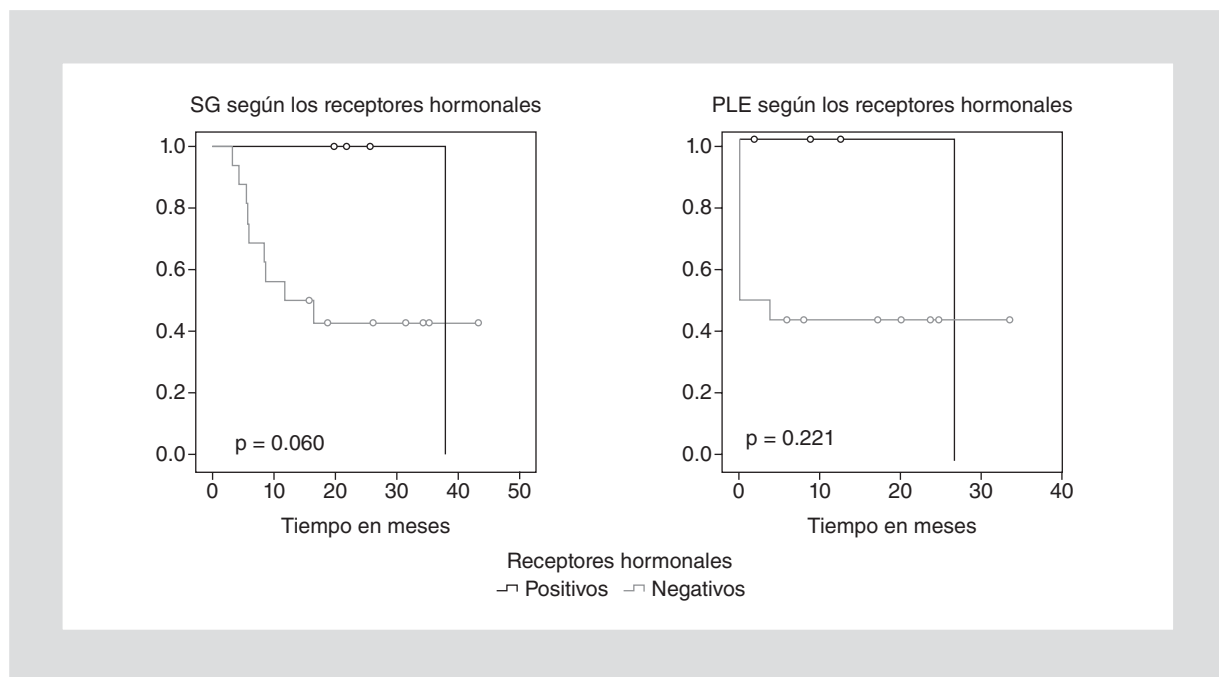 SG según los receptores hormonales
1.0
0.8
0.6
0.4
0.2
0.0
p = 0.060
0 10 20 30 40 50
Tiempo en meses
PLE según los receptores hormonales
1.0
0.8
0.6
0.4
0.2
0.0
p = 0.221
0 10 20 30 40
Tiempo en meses
Receptores hormonales
Positivos Negativos